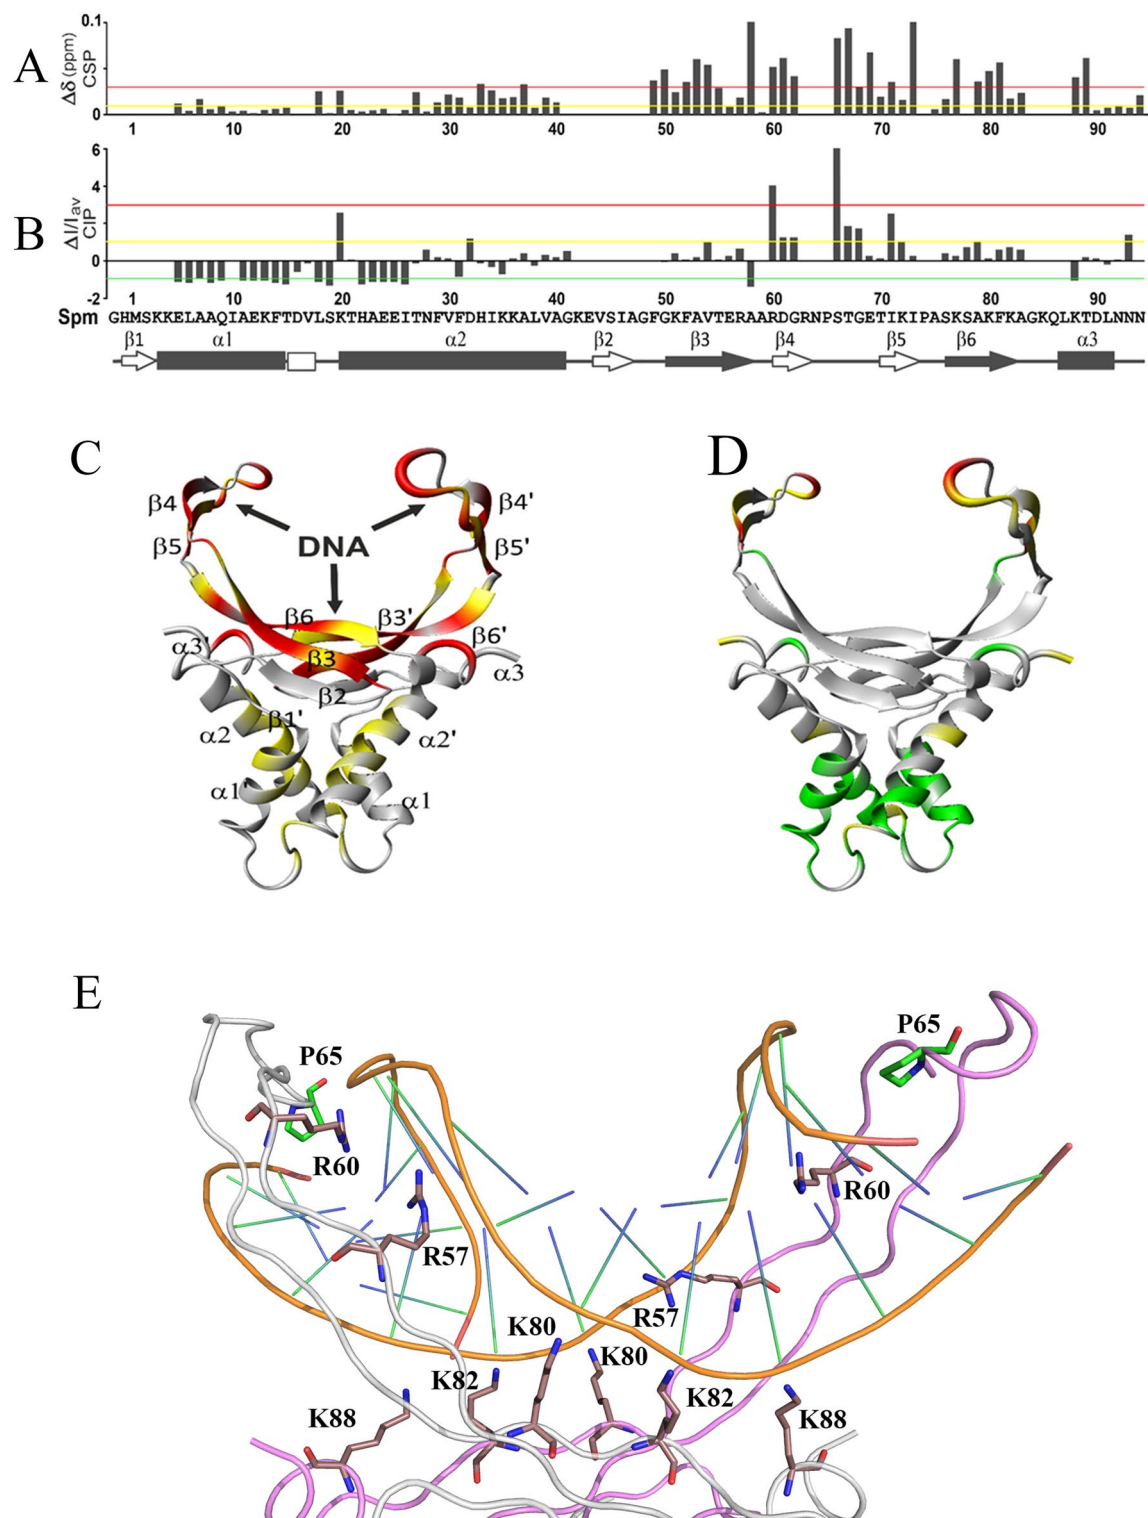 A
Δδ (ppm)
CSP
0.1
0
1 10 20 30 40 50 60 70 80 90
B
ΔI/Iav
CIP
6
4
2
0
-2
1 10 20 30 40 50 60 70 80 90
Spm GHMSKKELAAQIAEKFTDVLSKTHAEEITNFVFDHIKKALVAGKEVSIAGFGKFAVTERAARDGRNPSTGETIKIPASKSAKFKAGKQLKTDLNNN
β1 α1 α2 β2 β3 β4 β5 β6 α3
C
D
β4
β4'
DNA
β5
β5'
β6
β3'
α3'
β6'
β3
α3
β2
α2
β1'
α2'
α1'
α1
E
P65
P65
R60
R60
R57
R57
K80
K80
K82
K82
K88
K88